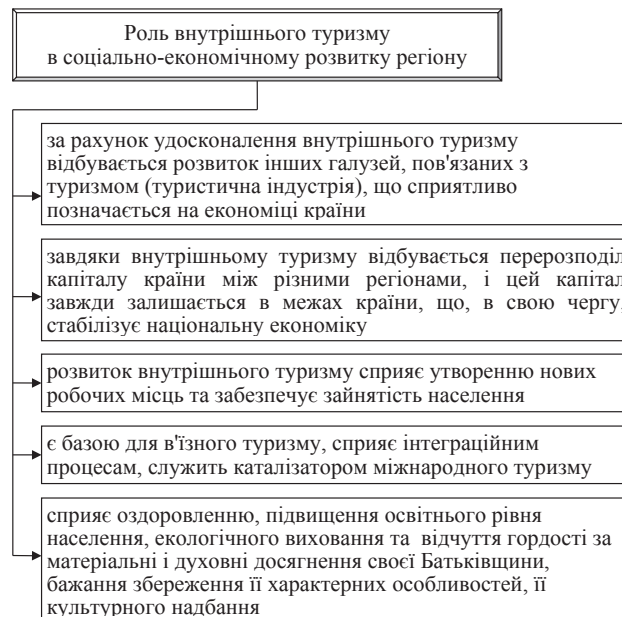 Роль внутрішнього туризму
в соціально-економічному розвитку регіону
за рахунок удосконалення внутрішнього туризму
відбувається розвиток інших галузей, пов'язаних з
туризмом (туристична індустрія), що сприятливо
позначається на економіці країни
завдяки внутрішньому туризму відбувається перерозподіл
капіталу країни між різними регіонами, і цей капітал
завжди залишається в межах країни, що, в свою чергу,
стабілізує національну економіку
розвиток внутрішнього туризму сприяє утворенню нових
робочих місць та забезпечує зайнятість населення
є базою для в'їзного туризму, сприяє інтеграційним
процесам, служить каталізатором міжнародного туризму
сприяє оздоровленню, підвищення освітнього рівня
населення, екологічного виховання та відчуття гордості за
матеріальні і духовні досягнення своєї Батьківщини,
бажання збереження її характерних особливостей, її
культурного надбання